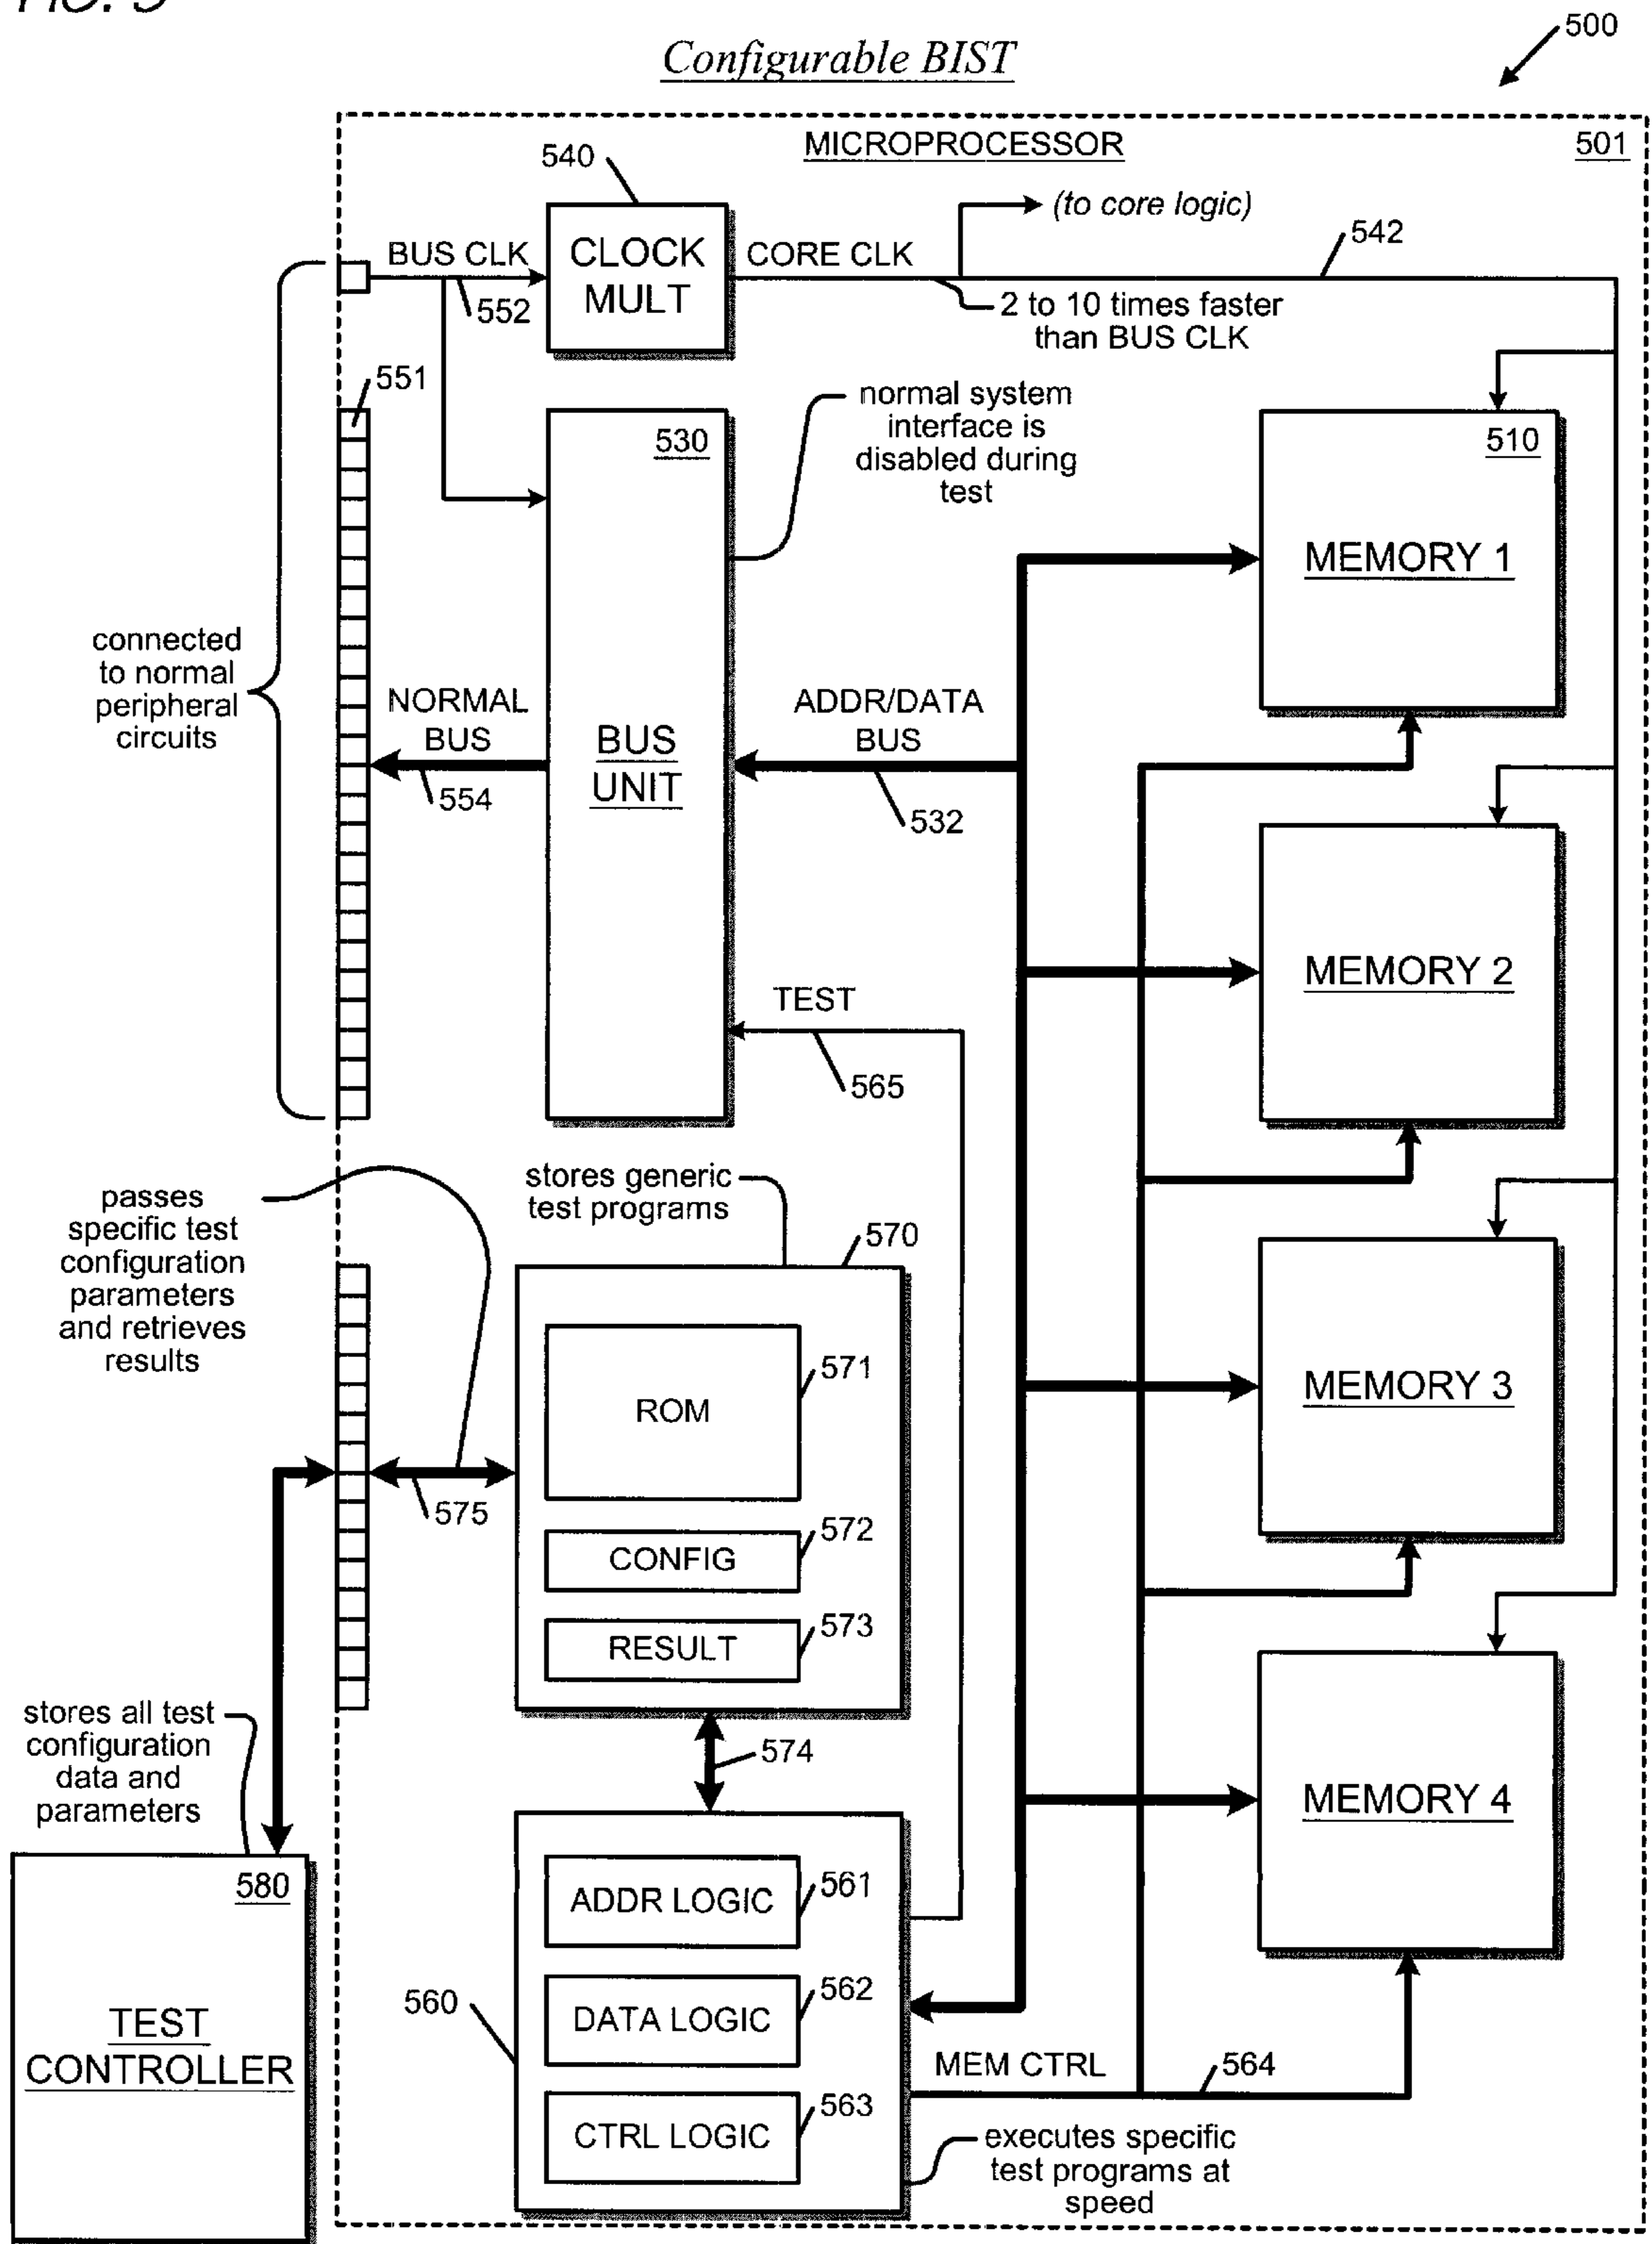 FIG. 5
Configurable BIST
500
MICROPROCESSOR
501
540
(to core logic)
BUS CLK
CLOCK
MULT
CORE CLK
542
552
2 to 10 times faster
than BUS CLK
551
530
normal system
interface is
disabled during
test
510
MEMORY 1
connected
to normal
peripheral
circuits
NORMAL
BUS
554
BUS
UNIT
ADDR/DATA
BUS
532
MEMORY 2
TEST
565
passes
specific test
configuration
parameters
and retrieves
results
stores generic
test programs
570
ROM
571
MEMORY 3
575
CONFIG
572
RESULT
573
stores all test
configuration
data and
parameters
574
MEMORY 4
580
TEST
CONTROLLER
560
ADDR LOGIC
561
DATA LOGIC
562
CTRL LOGIC
563
MEM CTRL
564
executes specific
test programs at
speed